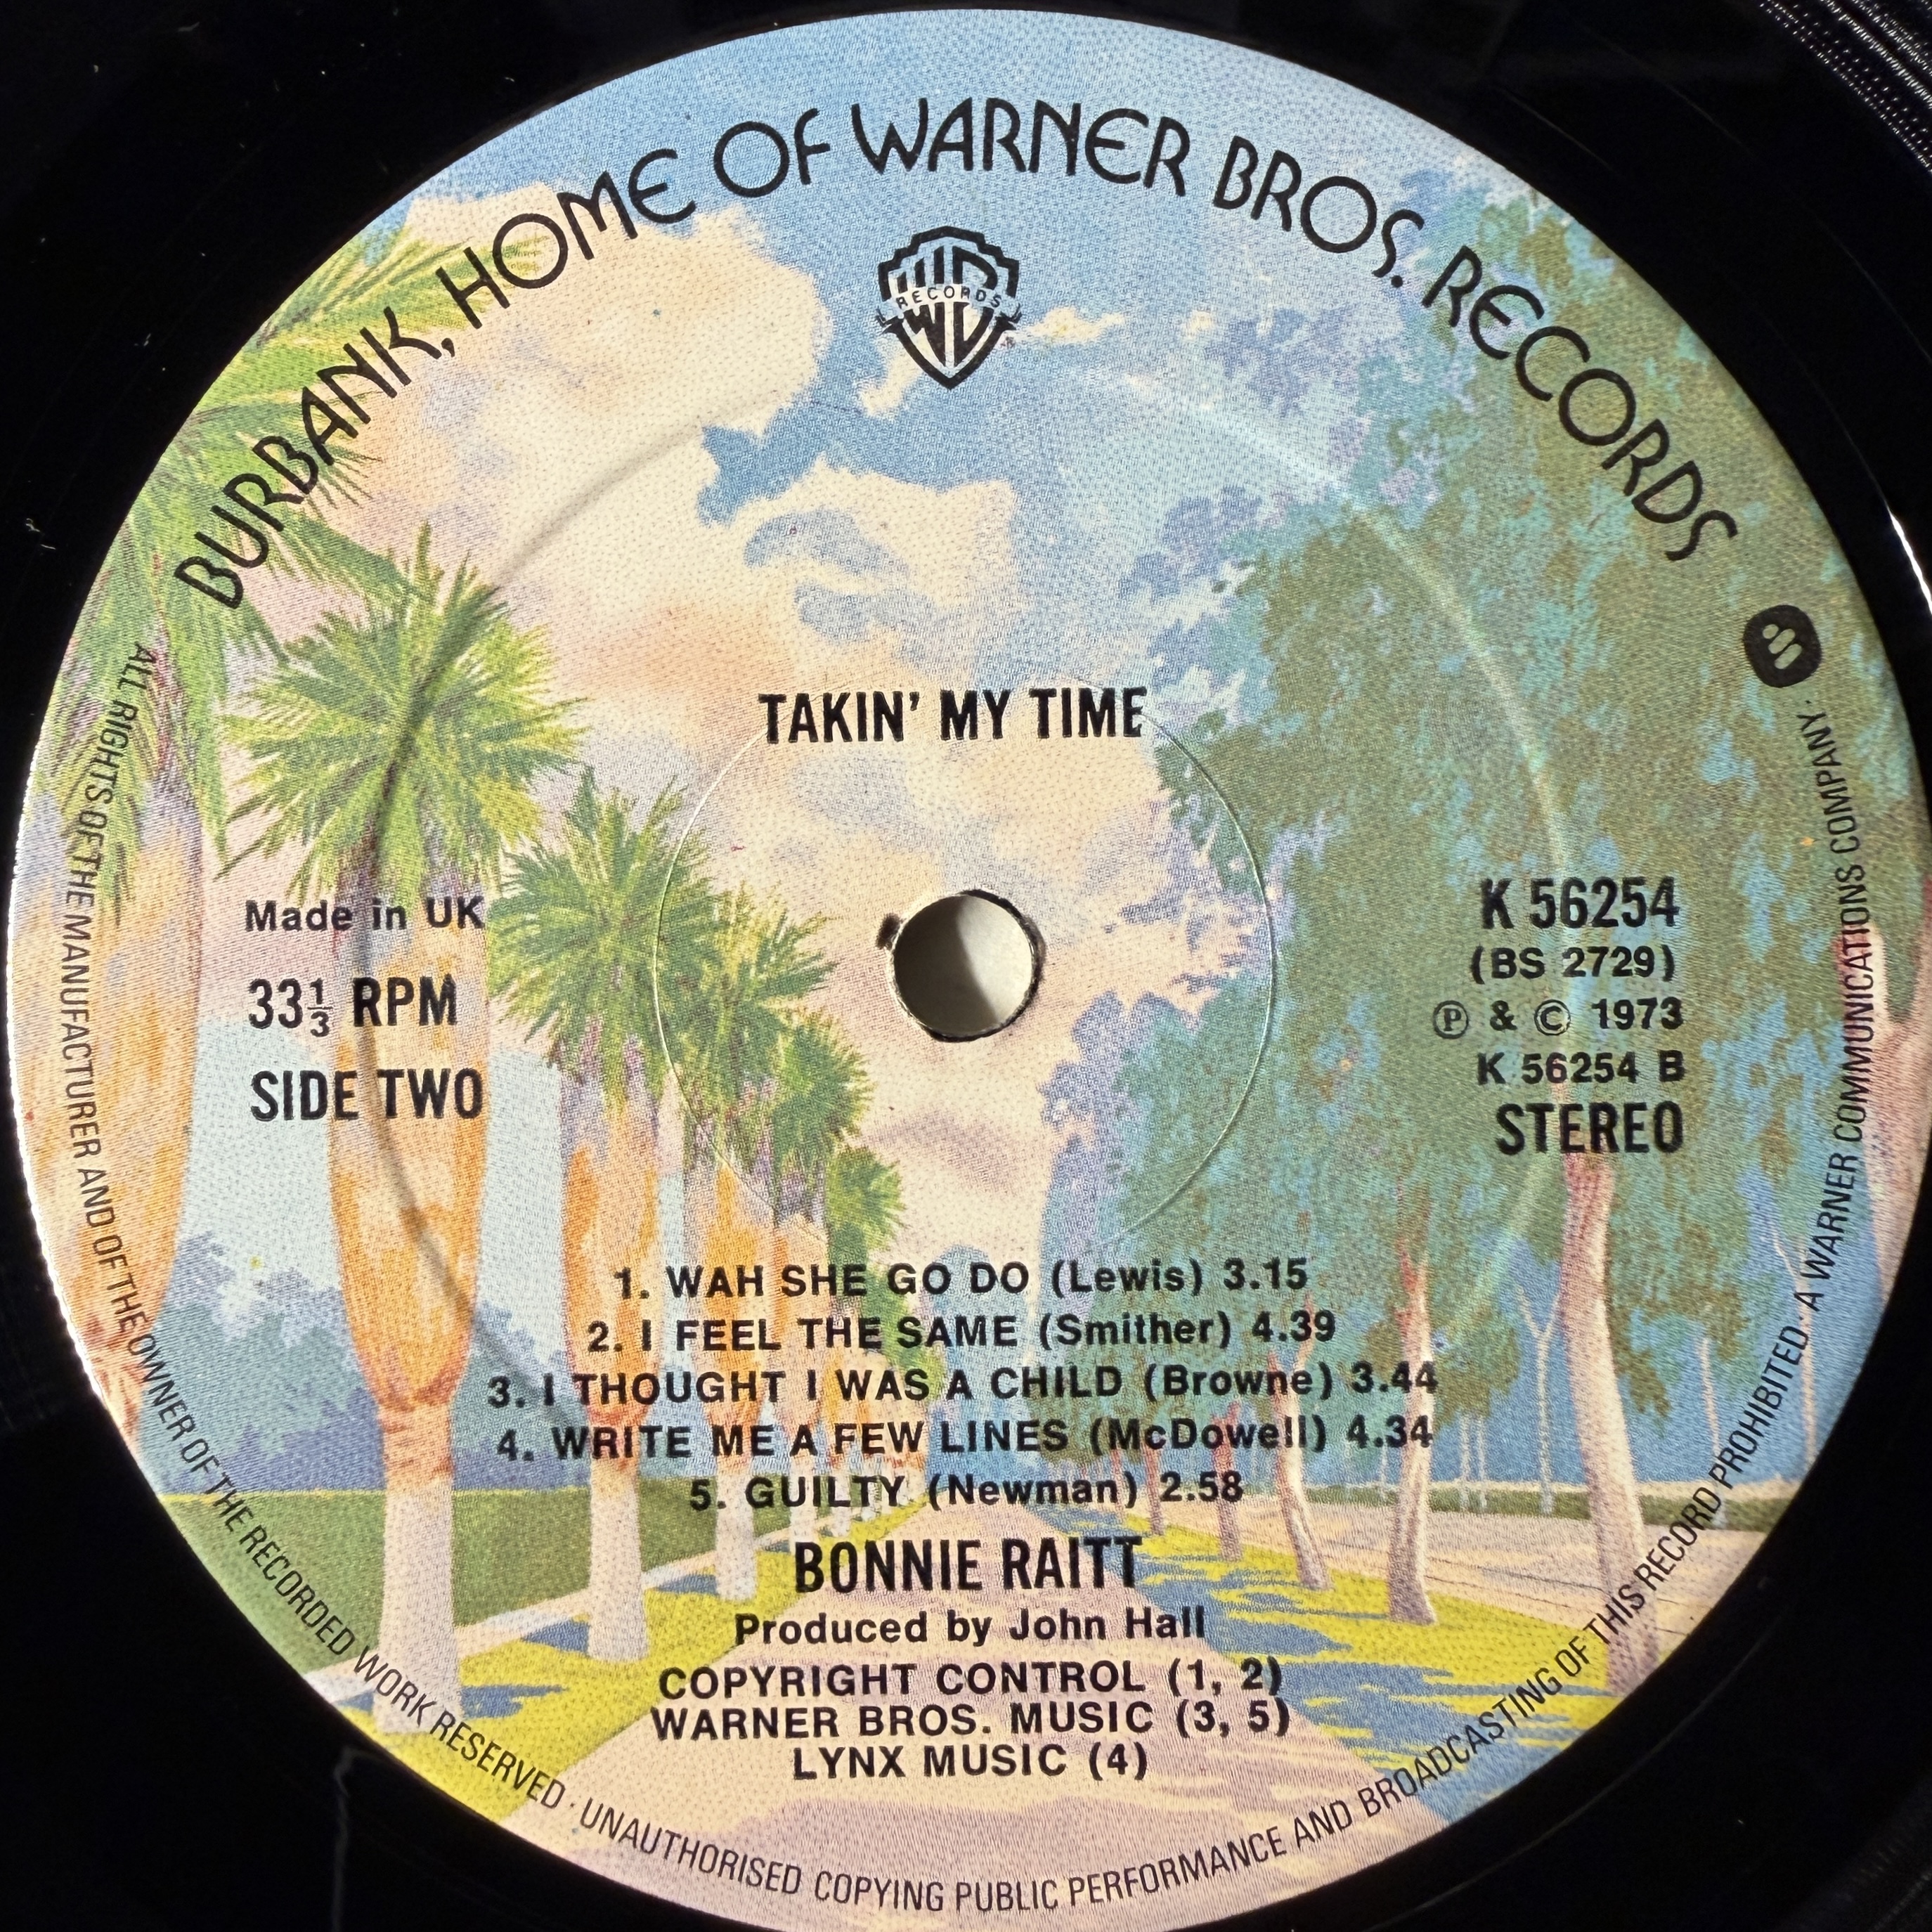 BURBANK, HOME OF WARNER BROS. RECORDS
RECORDS
TAKIN' MY TIME
Made in UK
33⅓ RPM
SIDE TWO
K 56254
(BS 2729)
Ⓟ & © 1973
K 56254 B
STEREO
1. WAH SHE GO DO (Lewis) 3.15
2. I FEEL THE SAME (Smither) 4.39
3. I THOUGHT I WAS A CHILD (Browne) 3.44
4. WRITE ME A FEW LINES (McDowell) 4.34
5. GUILTY (Newman) 2.58
BONNIE RAITT
Produced by John Hall
COPYRIGHT CONTROL (1, 2)
WARNER BROS. MUSIC (3, 5)
LYNX MUSIC (4)
ALL RIGHTS OF THE MANUFACTURER AND OF THE OWNER OF THE RECORDED WORK RESERVED · UNAUTHORISED COPYING PUBLIC PERFORMANCE AND BROADCASTING OF THIS RECORD PROHIBITED · A WARNER COMMUNICATIONS COMPANY ·